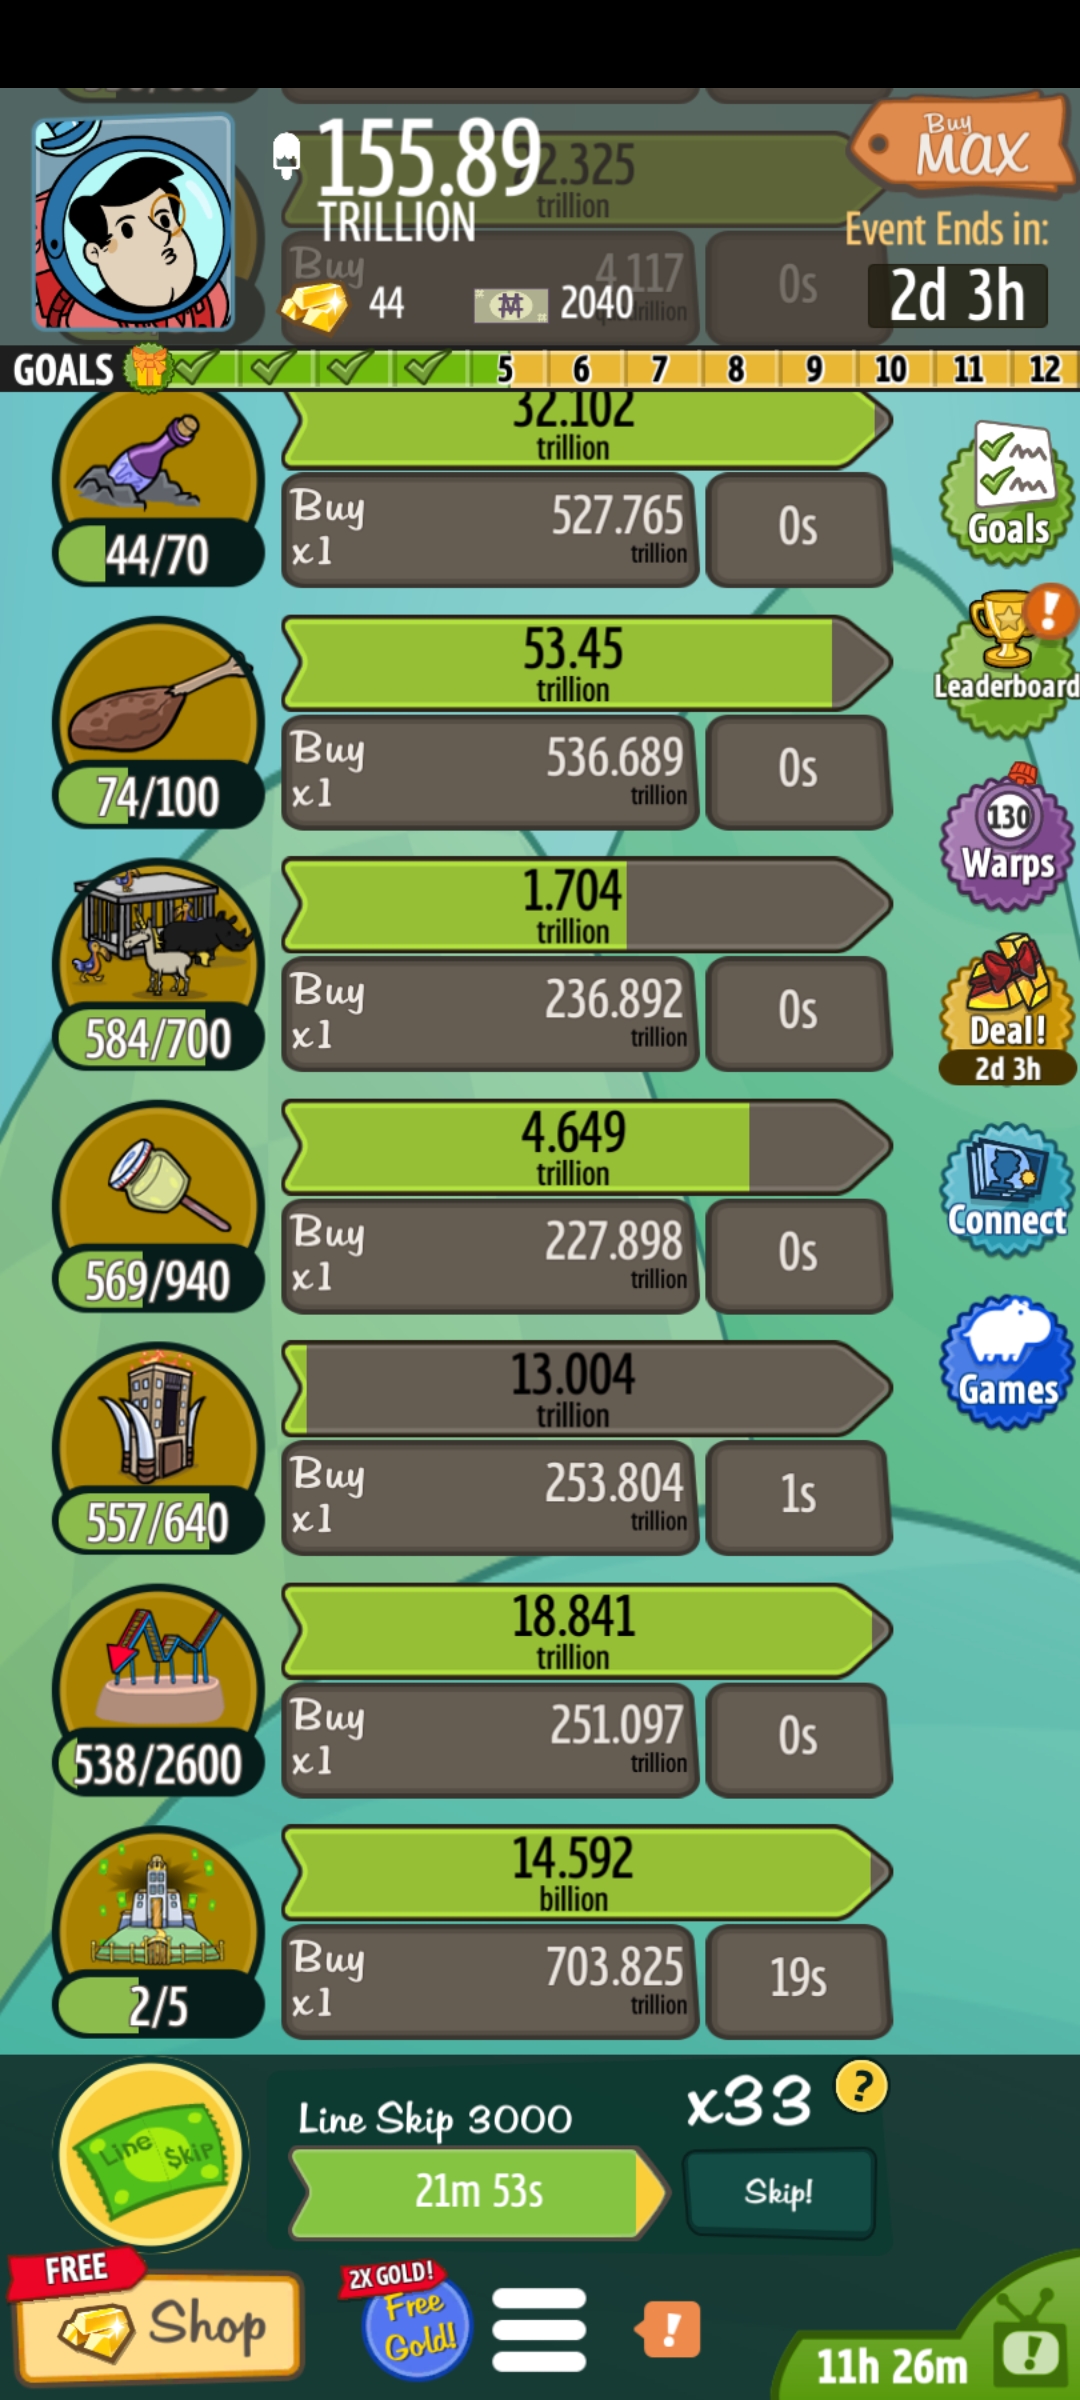 155.89
TRILLION
Buy
MAX
Event Ends in:
2d 3h
2.325
trillion
Buy
4.117
0s
44
2040
GOALS
5
6
7
8
9
10
11
12
32.102
trillion
Buy
x1
527.765
trillion
0s
44/70
Goals
53.45
trillion
Buy
x1
536.689
trillion
0s
74/100
!
Leaderboard
1.704
trillion
Buy
x1
236.892
trillion
0s
584/700
130
Warps
Deal!
2d 3h
4.649
trillion
Buy
x1
227.898
trillion
0s
569/940
Connect
13.004
trillion
Buy
x1
253.804
trillion
1s
557/640
Games
18.841
trillion
Buy
x1
251.097
trillion
0s
538/2600
14.592
billion
Buy
x1
703.825
trillion
19s
2/5
Line $kip
Line Skip 3000
x33
?
21m 53s
Skip!
FREE
Shop
2X GOLD!
Free
Gold!
!
11h 26m
!